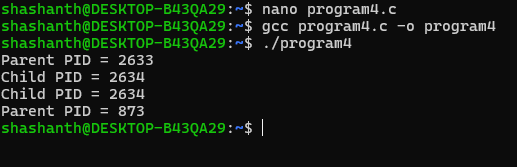 shashanth@DESKTOP-B43QA29:~$ nano program4.c
shashanth@DESKTOP-B43QA29:~$ gcc program4.c -o program4
shashanth@DESKTOP-B43QA29:~$ ./program4
Parent PID = 2633
Child PID = 2634
Child PID = 2634
Parent PID = 873
shashanth@DESKTOP-B43QA29:~$